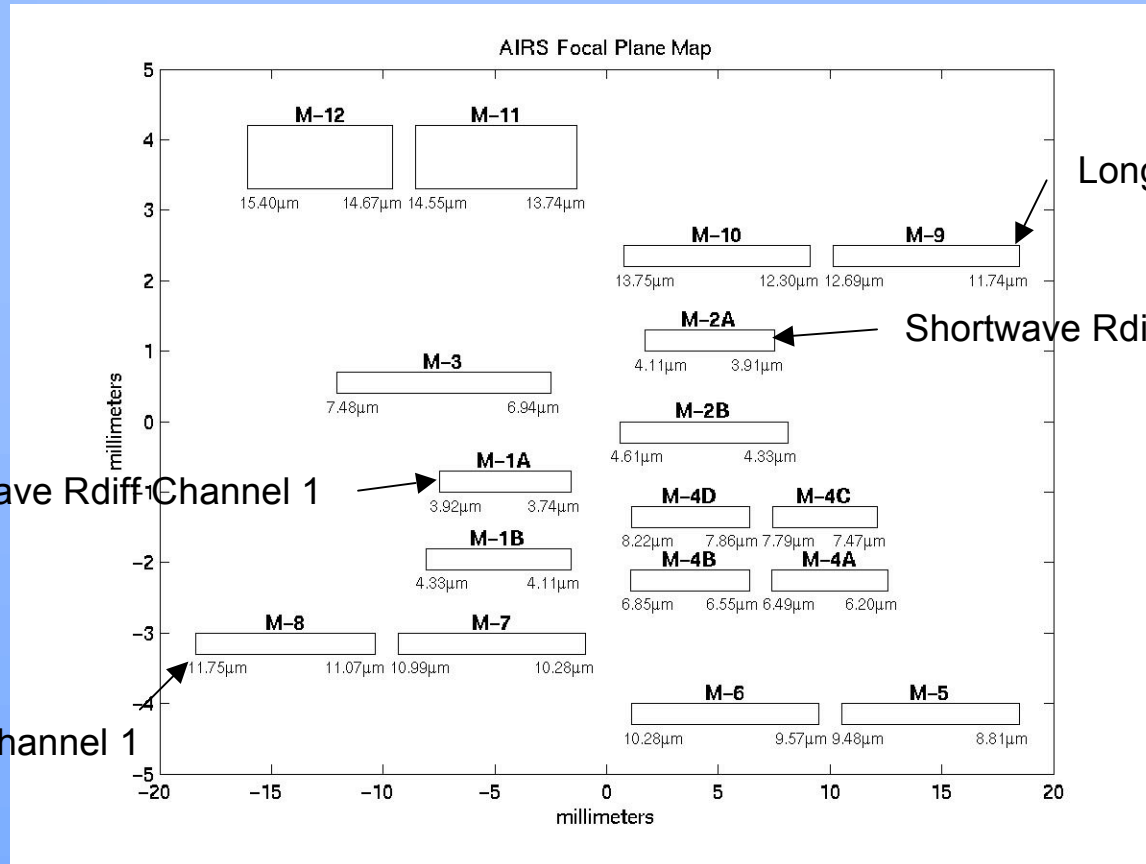 AIRS Focal Plane Map
5
M-12 M-11
4
15.40µm 14.67µm 14.55µm 13.74µm
Long
3
M-10 M-9
2
13.75µm 12.30µm 12.69µm 11.74µm
M-2A
Shortwave Rdi
1
4.11µm 3.91µm
M-3
7.48µm 6.94µm
M-2B
0
4.61µm 4.33µm
millimeters
M-1A
ave Rdiff Channel 1
-1
3.92µm 3.74µm
M-4D M-4C
8.22µm 7.86µm 7.79µm 7.47µm
M-1B
-2
4.33µm 4.11µm
M-4B M-4A
6.85µm 6.55µm 6.49µm 6.20µm
M-8 M-7
-3
11.75µm 11.07µm 10.99µm 10.28µm
M-6 M-5
-4
10.28µm 9.57µm 9.48µm 8.81µm
hannel 1
-5
-20 -15 -10 -5 0 5 10 15 20
millimeters